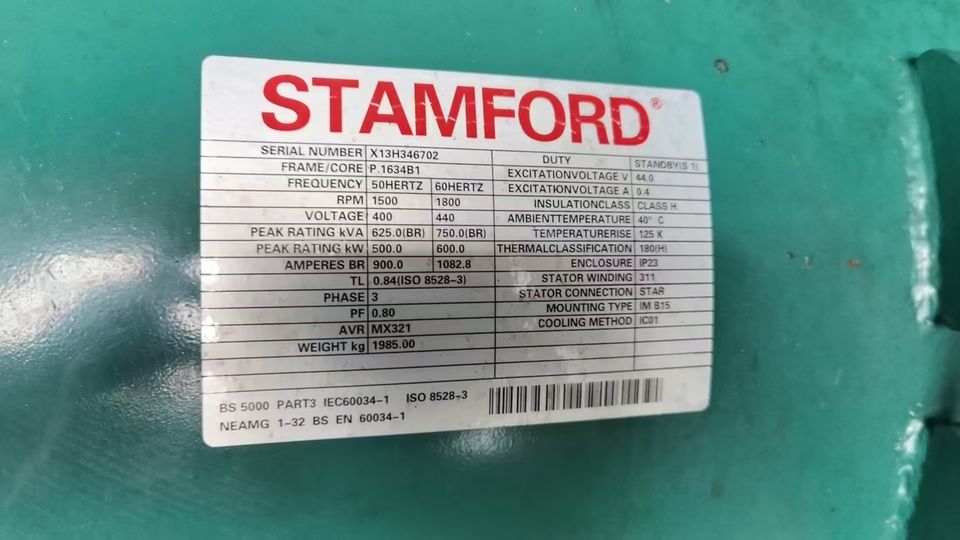 STAMFORD®
SERIAL NUMBER X13H346702 DUTY STANDBY(S 1)
FRAME/CORE P.1634B1 EXCITATIONVOLTAGE V 44.0
FREQUENCY 50HERTZ 60HERTZ EXCITATIONVOLTAGE A 0.4
RPM 1500 1800 INSULATIONCLASS CLASS H
VOLTAGE 400 440 AMBIENTTEMPERATURE 40° C
PEAK RATING kVA 625.0(BR) 750.0(BR) TEMPERATURERISE 125 K
PEAK RATING kW 500.0 600.0 THERMALCLASSIFICATION 180(H)
AMPERES BR 900.0 1082.8 ENCLOSURE IP23
TL 0.84(ISO 8528-3) STATOR WINDING 311
PHASE 3 STATOR CONNECTION STAR
PF 0.80 MOUNTING TYPE IM B15
AVR MX321 COOLING METHOD IC01
WEIGHT kg 1985.00
BS 5000 PART3 IEC60034-1 ISO 8528-3
NEAMG 1-32 BS EN 60034-1